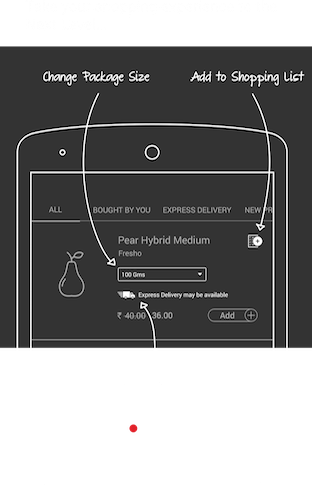 Change Package Size
Add to Shopping List
ALL
BOUGHT BY YOU
EXPRESS DELIVERY
NEW PR
Pear Hybrid Medium
Fresho
100 Gms
Express Delivery may be available
₹ 40.00 36.00
Add